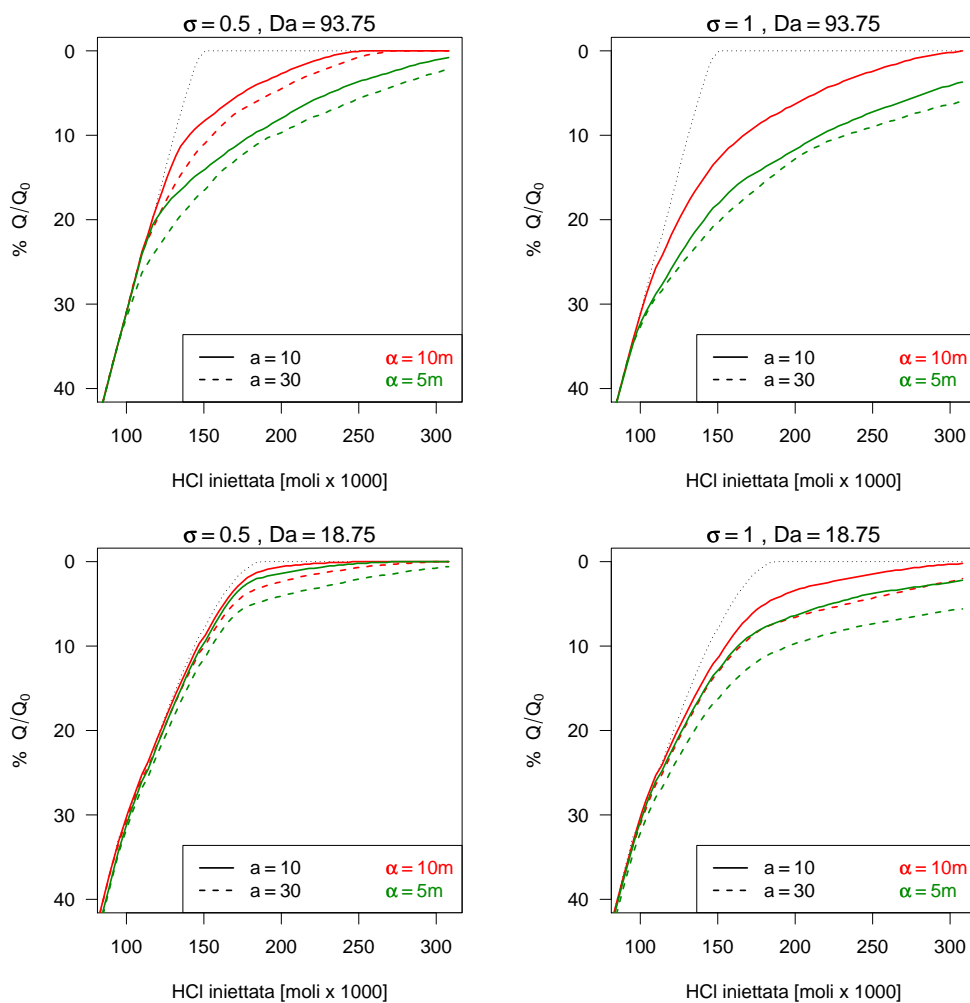 σ = 0.5 , Da = 93.75
0
10
20
30
40
% Q/Q₀
100 150 200 250 300
HCl iniettata [moli x 1000]
a = 10 α = 10m
a = 30 α = 5m
σ = 1 , Da = 93.75
0
10
20
30
40
% Q/Q₀
100 150 200 250 300
HCl iniettata [moli x 1000]
a = 10 α = 10m
a = 30 α = 5m
σ = 0.5 , Da = 18.75
0
10
20
30
40
% Q/Q₀
100 150 200 250 300
HCl iniettata [moli x 1000]
a = 10 α = 10m
a = 30 α = 5m
σ = 1 , Da = 18.75
0
10
20
30
40
% Q/Q₀
100 150 200 250 300
HCl iniettata [moli x 1000]
a = 10 α = 10m
a = 30 α = 5m